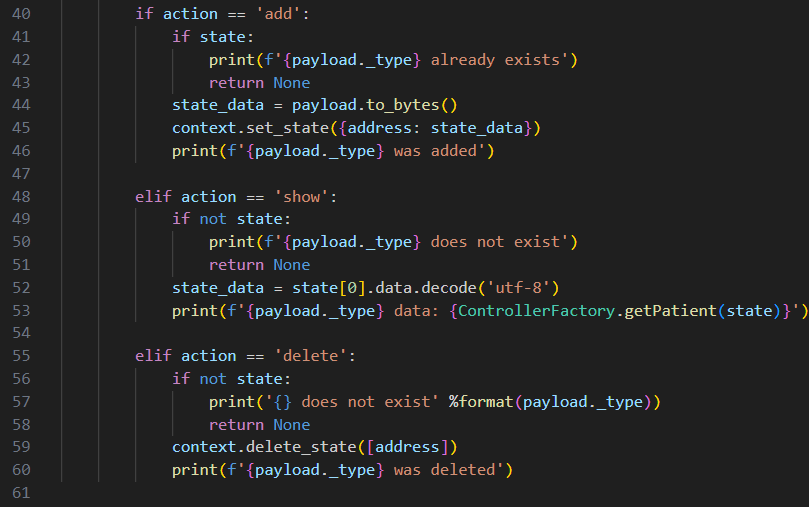 40 if action == 'add':
41 if state:
42 print(f'{payload._type} already exists')
43 return None
44 state_data = payload.to_bytes()
45 context.set_state({address: state_data})
46 print(f'{payload._type} was added')
47
48 elif action == 'show':
49 if not state:
50 print(f'{payload._type} does not exist')
51 return None
52 state_data = state[0].data.decode('utf-8')
53 print(f'{payload._type} data: {ControllerFactory.getPatient(state)}')
54
55 elif action == 'delete':
56 if not state:
57 print('{} does not exist' %format(payload._type))
58 return None
59 context.delete_state([address])
60 print(f'{payload._type} was deleted')
61